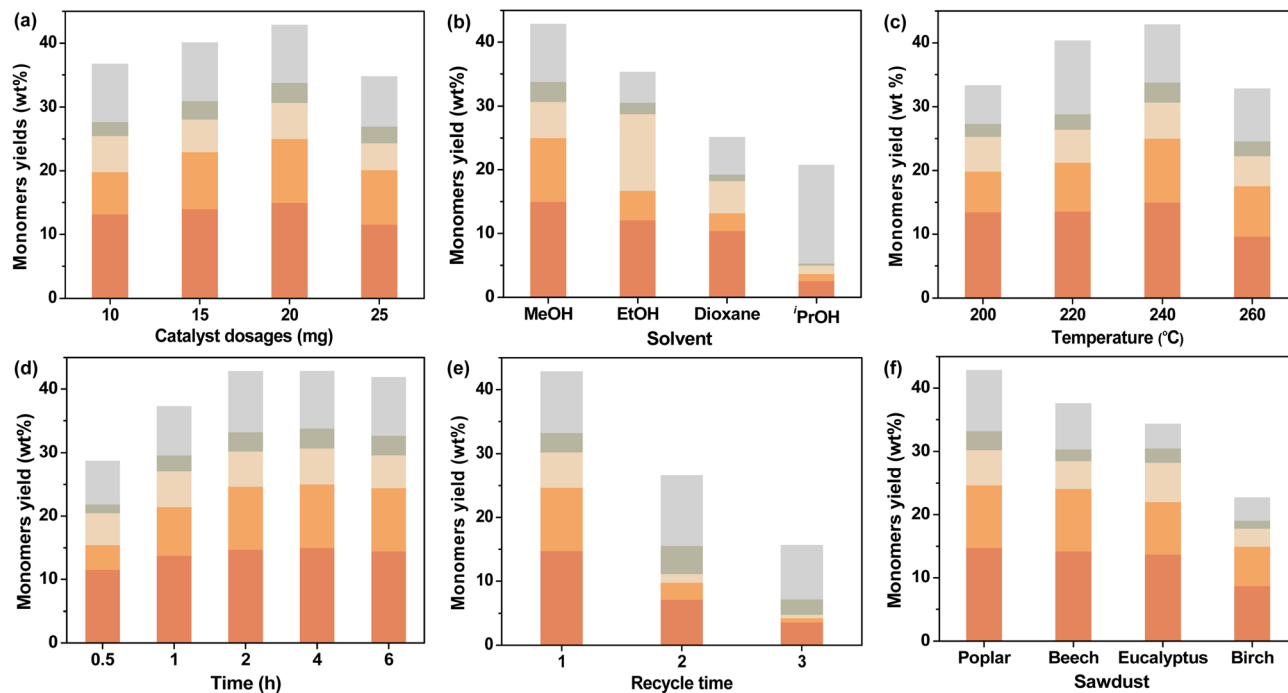 (a)
Monomers yields (wt%)
40
30
20
10
0
10 15 20 25
Catalyst dosages (mg)
(b)
Monomers yield (wt%)
40
30
20
10
0
MeOH EtOH Dioxane iPrOH
Solvent
(c)
Monomers yield (wt %)
40
30
20
10
0
200 220 240 260
Temperature (°C)
(d)
Monomers yield (wt%)
40
30
20
10
0
0.5 1 2 4 6
Time (h)
(e)
Monomers yield (wt%)
40
30
20
10
0
1 2 3
Recycle time
(f)
Monomers yield (wt%)
40
30
20
10
0
Poplar Beech Eucalyptus Birch
Sawdust